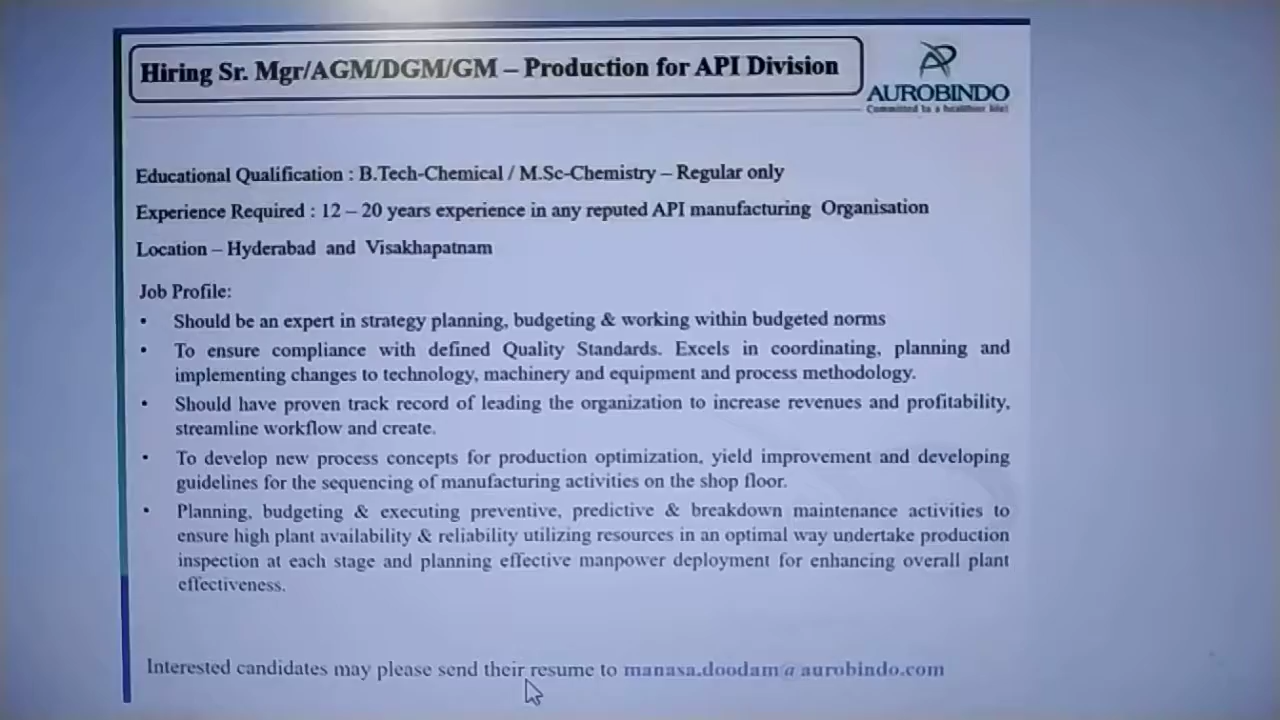 Hiring Sr. Mgr/AGM/DGM/GM – Production for API Division
AUROBINDO
Committed to a healthier life!
Educational Qualification : B.Tech-Chemical / M.Sc-Chemistry – Regular only
Experience Required : 12 – 20 years experience in any reputed API manufacturing Organisation
Location – Hyderabad and Visakhapatnam
Job Profile:
• Should be an expert in strategy planning, budgeting & working within budgeted norms
• To ensure compliance with defined Quality Standards. Excels in coordinating, planning and
implementing changes to technology, machinery and equipment and process methodology.
• Should have proven track record of leading the organization to increase revenues and profitability,
streamline workflow and create.
• To develop new process concepts for production optimization, yield improvement and developing
guidelines for the sequencing of manufacturing activities on the shop floor.
• Planning, budgeting & executing preventive, predictive & breakdown maintenance activities to
ensure high plant availability & reliability utilizing resources in an optimal way undertake production
inspection at each stage and planning effective manpower deployment for enhancing overall plant
effectiveness.
Interested candidates may please send their resume to manasa.doodam@aurobindo.com